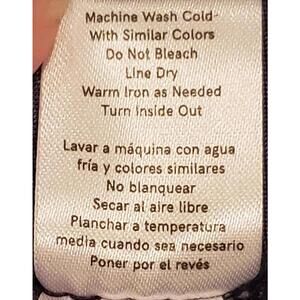 Machine Wash Cold-
With Similar Colors
Do Not Bleach
Line Dry
Warm Iron as Needed
Turn Inside Out
Lavar a máquina con agua
fría y colores similares
No blanquear
Secar al aire libre
Planchar a temperatura
media cuando sea necesario
Poner por el revés